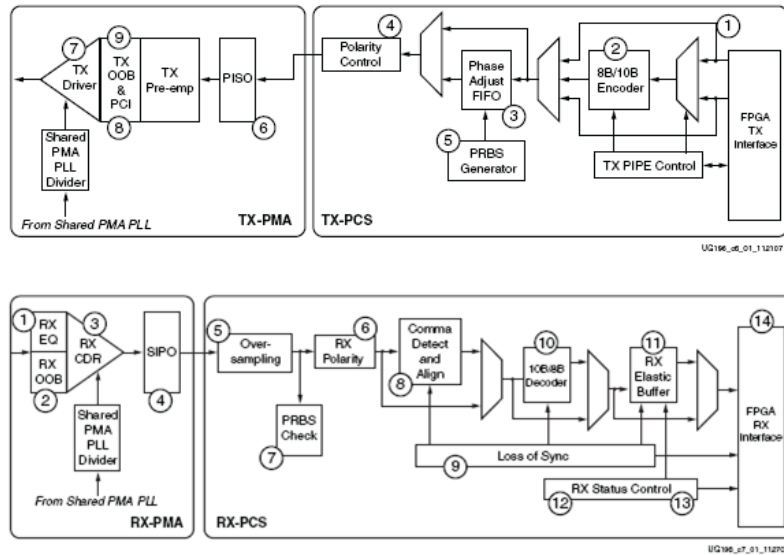 7
TX
Driver
9
TX
OOB
&
PCI
8
TX
Pre-emp
PISO
6
Shared
PMA
PLL
Divider
From Shared PMA PLL
TX-PMA
4
Polarity
Control
Phase
Adjust
FIFO
3
5
PRBS
Generator
1
2
8B/10B
Encoder
TX PIPE Control
FPGA
TX
Interface
TX-PCS
UG196_c6_01_112107
1
RX
EQ
RX
OOB
2
3
RX
CDR
SIPO
4
Shared
PMA
PLL
Divider
From Shared PMA PLL
RX-PMA
5
Over-
sampling
6
RX
Polarity
PRBS
Check
7
Comma
Detect
and
Align
8
10
10B/8B
Decoder
11
RX
Elastic
Buffer
Loss of Sync
9
RX Status Control
12
13
14
FPGA
RX
Interface
RX-PCS